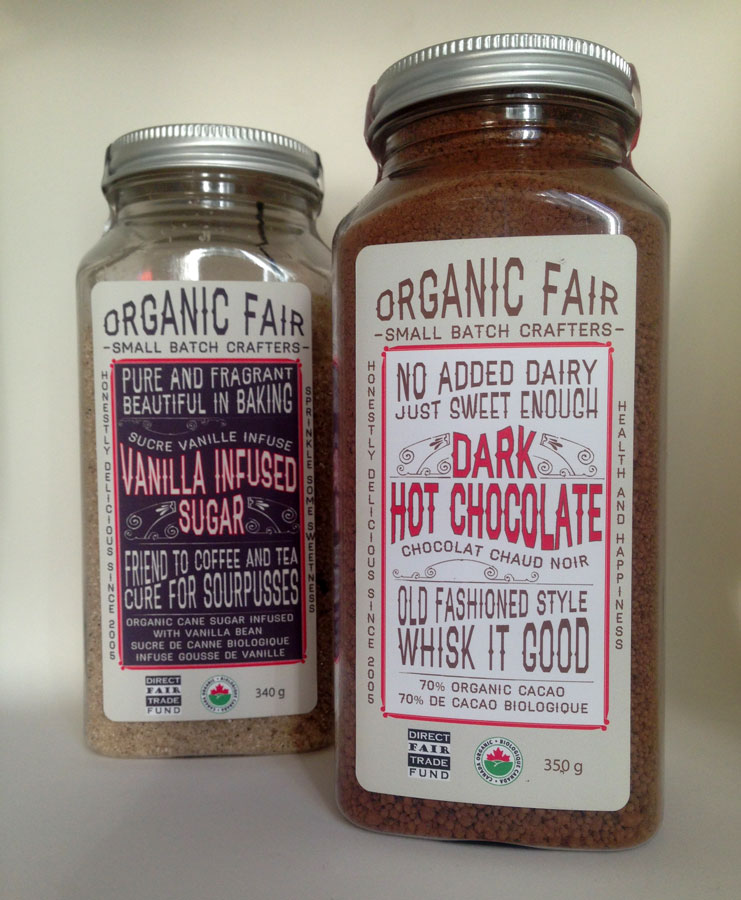 ORGANIC FAIR
-SMALL BATCH CRAFTERS-
HONESTLY DELICIOUS SINCE 2005
PURE AND FRAGRANT
BEAUTIFUL IN BAKING
SUCRE VANILLE INFUSE
VANILLA INFUSED
SUGAR
FRIEND TO COFFEE AND TEA
CURE FOR SOURPUSSES
ORGANIC CANE SUGAR INFUSED
WITH VANILLA BEAN
SUCRE DE CANNE BIOLOGIQUE
INFUSE GOUSSE DE VANILLE
SPRINKLE SOME SWEETNESS
DIRECT
FAIR
TRADE
FUND
CANADA ORGANIC • BIOLOGIQUE CANADA
340 g
ORGANIC FAIR
-SMALL BATCH CRAFTERS-
HONESTLY DELICIOUS SINCE 2005
NO ADDED DAIRY
JUST SWEET ENOUGH
DARK
HOT CHOCOLATE
CHOCOLAT CHAUD NOIR
OLD FASHIONED STYLE
WHISK IT GOOD
70% ORGANIC CACAO
70% DE CACAO BIOLOGIQUE
HEALTH AND HAPPINESS
DIRECT
FAIR
TRADE
FUND
CANADA ORGANIC • BIOLOGIQUE CANADA
350 g